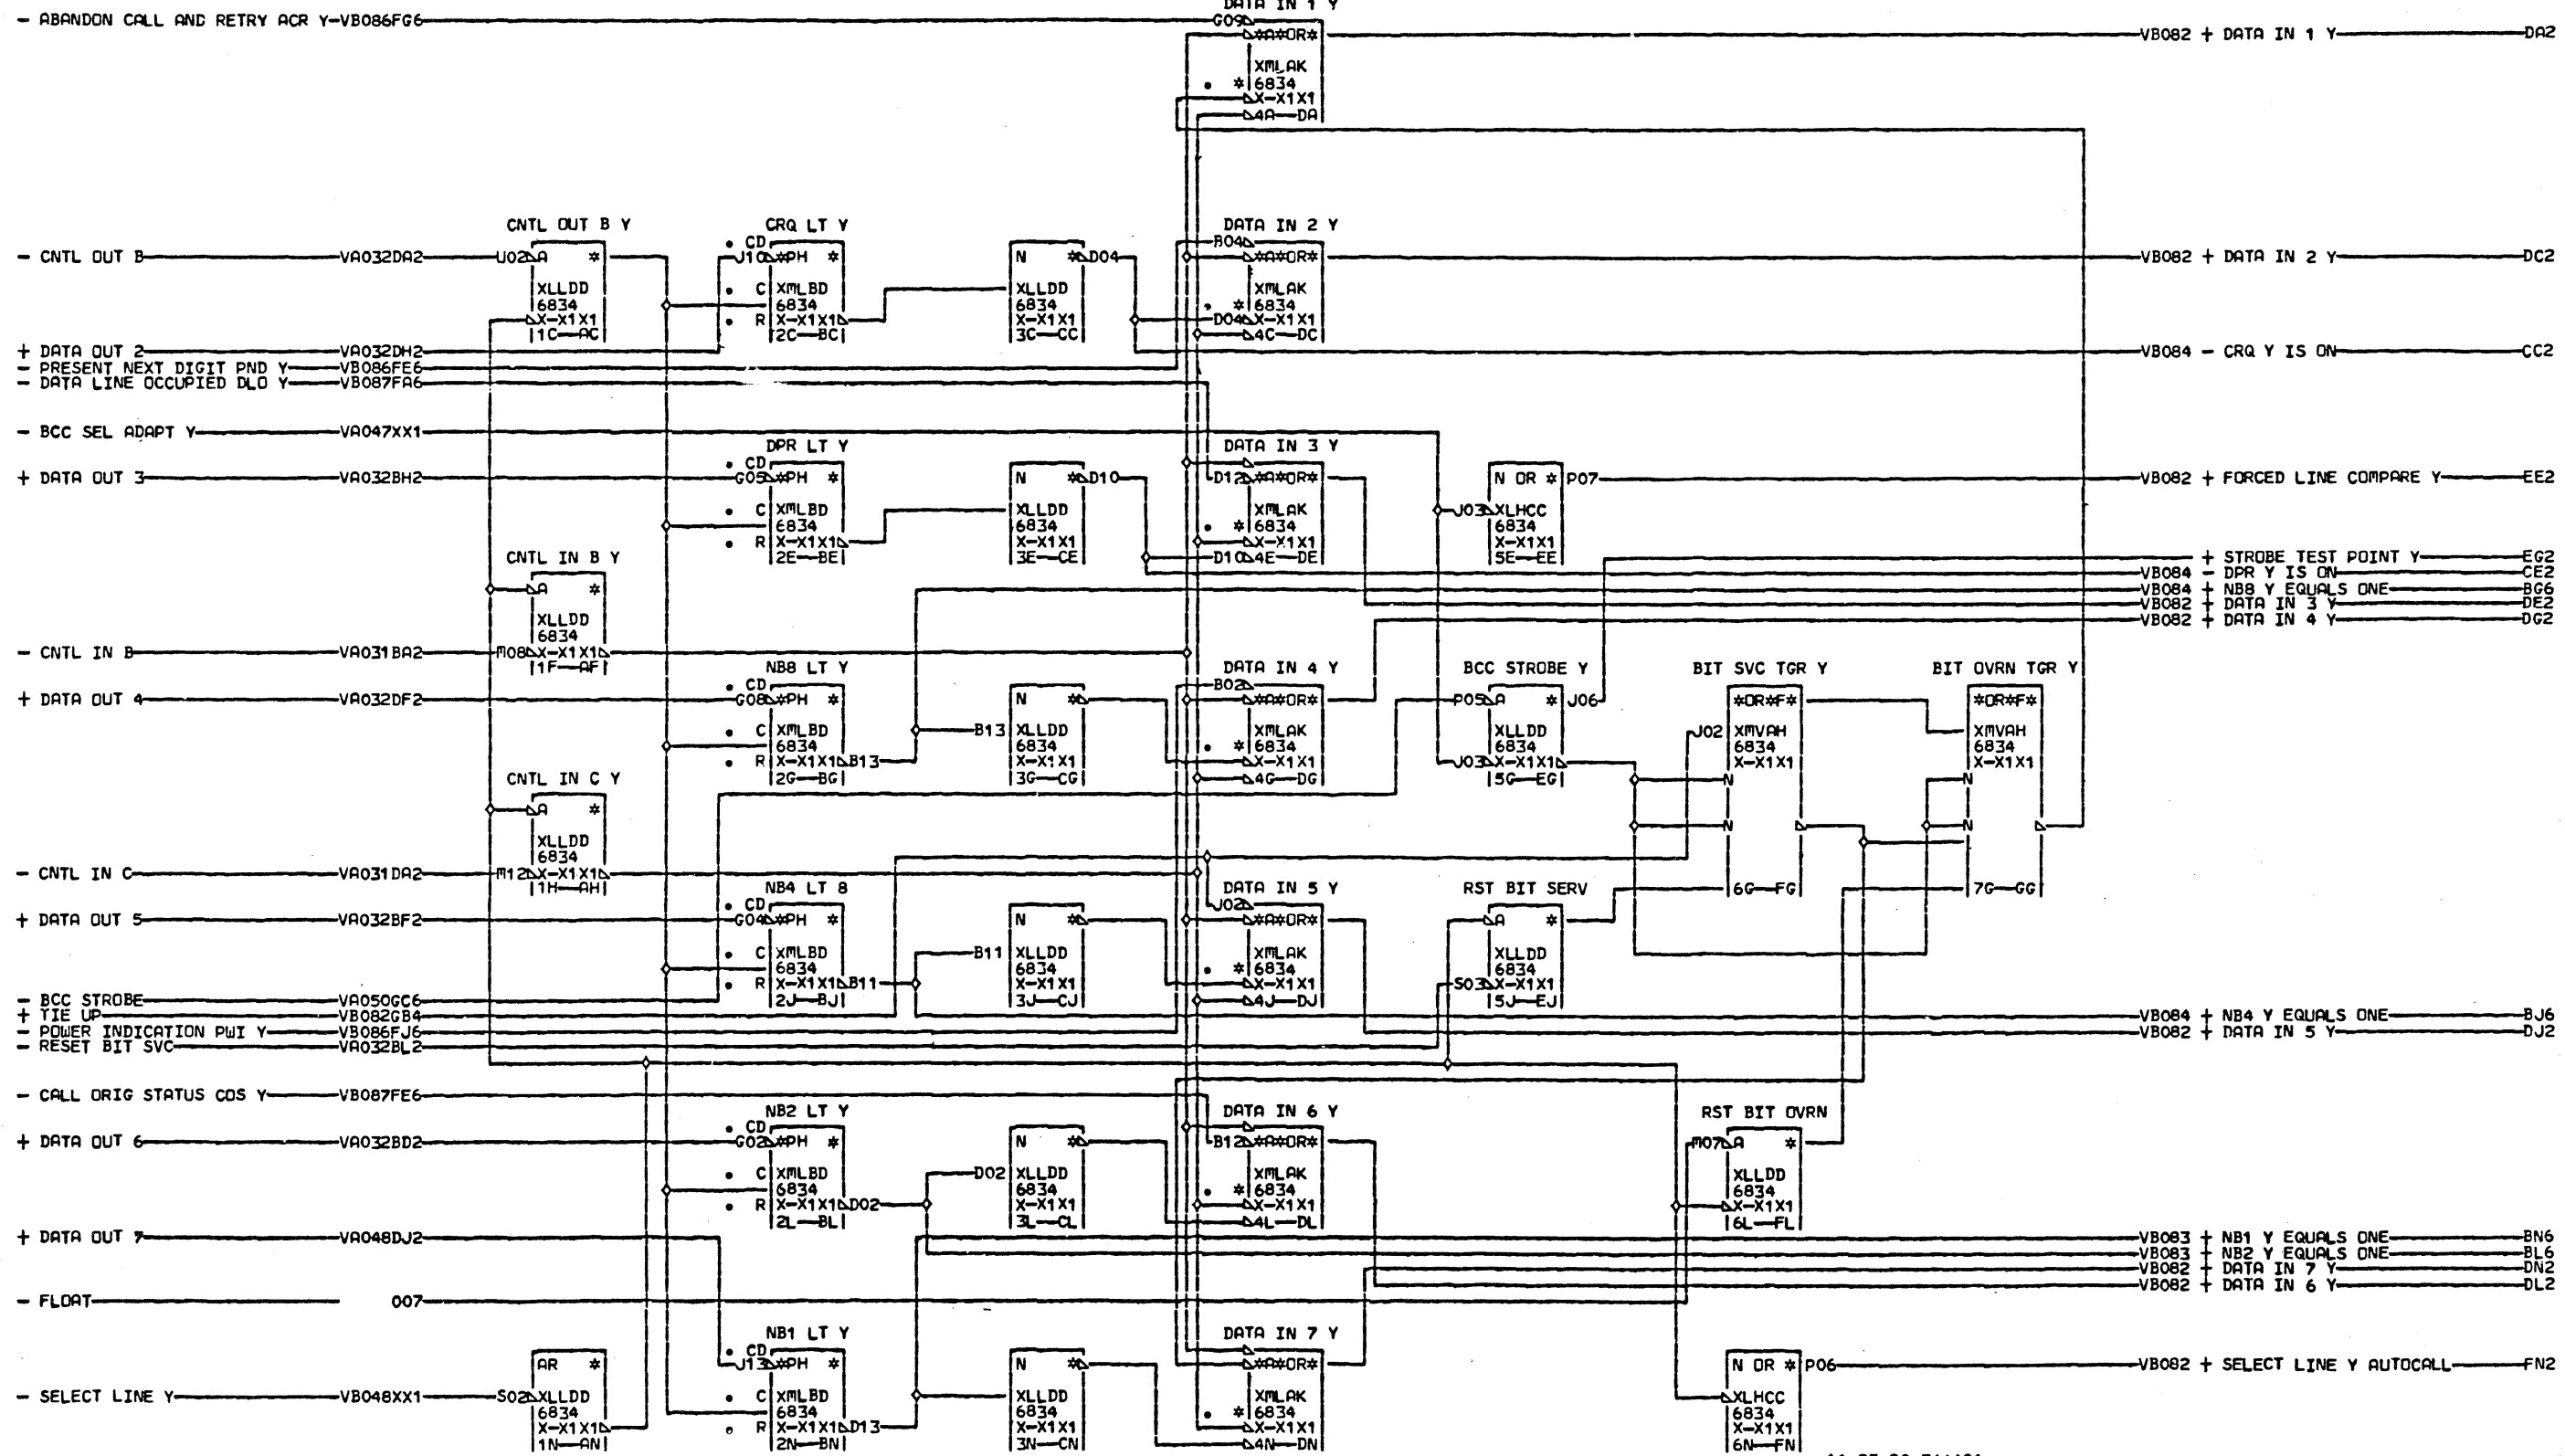 DATA IN 1 Y
- ABANDON CALL AND RETRY ACR Y-VB086FG6 G09
*A*OR* VB082 + DATA IN 1 Y DA2
XMLAK
* 6834
X-X1X1
4A DA
CNTL OUT B Y CRQ LT Y DATA IN 2 Y
CD B04
- CNTL OUT B VA032DA2 U02 A * J10 *PH * N * D04 *A*OR* VB082 + DATA IN 2 Y DC2
XLLDD C XMLBD XLLDD XMLAK
6834 6834 6834 * 6834
X-X1X1 R X-X1X1 X-X1X1 D04 X-X1X1
1C AC 2C BC 3C CC 4C DC
+ DATA OUT 2 VA032DH2 VB084 - CRQ Y IS ON CC2
- PRESENT NEXT DIGIT PND Y VB086FE6
- DATA LINE OCCUPIED DLO Y VB087FA6
- BCC SEL ADAPT Y VA047XX1
DPR LT Y DATA IN 3 Y
CD
+ DATA OUT 3 VA032BH2 G05 *PH * N * D10 D12 *A*OR* N OR * P07 VB082 + FORCED LINE COMPARE Y EE2
C XMLBD XLLDD XMLAK J03 XLHCC
6834 6834 * 6834 6834
R X-X1X1 X-X1X1 X-X1X1 X-X1X1
CNTL IN B Y 2E BE 3E CE D10 4E DE 5E EE + STROBE TEST POINT Y EG2
VB084 - DPR Y IS ON CE2
A * VB084 + NB8 Y EQUALS ONE BG6
VB082 + DATA IN 3 Y DE2
XLLDD VB082 + DATA IN 4 Y DG2
6834
- CNTL IN B VA031BA2 M08 X-X1X1
1F AF NB8 LT Y DATA IN 4 Y BCC STROBE Y BIT SVC TGR Y BIT OVRN TGR Y
CD B02
+ DATA OUT 4 VA032DF2 G08 *PH * N * *A*OR* P05 A * J06 *OR*F* *OR*F*
C XMLBD B13 XLLDD XMLAK XLLDD J02 XMVAH XMVAH
6834 6834 * 6834 6834 6834 6834
R X-X1X1 B13 X-X1X1 X-X1X1 J03 X-X1X1 X-X1X1 X-X1X1
CNTL IN C Y 2G BG 3G CG 4G DG 5G EG N N
A * N N
XLLDD
6834
- CNTL IN C VA031DA2 M12 X-X1X1
1H AH NB4 LT 8 DATA IN 5 Y RST BIT SERV 6G FG 7G GG
CD J02
+ DATA OUT 5 VA032BF2 G04 *PH * N * *A*OR* A *
C XMLBD B11 XLLDD XMLAK XLLDD
6834 6834 * 6834 6834
R X-X1X1 B11 X-X1X1 X-X1X1 S03 X-X1X1
2J BJ 3J CJ 4J DJ 5J EJ
- BCC STROBE VA050GC6
+ TIE UP VB082GB4 VB084 + NB4 Y EQUALS ONE BJ6
- POWER INDICATION PWI Y VB086FJ6 VB082 + DATA IN 5 Y DJ2
- RESET BIT SVC VA032BL2
- CALL ORIG STATUS COS Y VB087FE6
NB2 LT Y DATA IN 6 Y RST BIT OVRN
CD
+ DATA OUT 6 VA032BD2 G02 *PH * N * B12 *A*OR* M07 A *
C XMLBD D02 XLLDD XMLAK XLLDD
6834 6834 * 6834 6834
R X-X1X1 D02 X-X1X1 X-X1X1 X-X1X1
2L BL 3L CL 4L DL 6L FL
+ DATA OUT 7 VA048DJ2 VB083 + NB1 Y EQUALS ONE BN6
VB083 + NB2 Y EQUALS ONE BL6
VB082 + DATA IN 7 Y DN2
VB082 + DATA IN 6 Y DL2
- FLOAT 007
NB1 LT Y DATA IN 7 Y
CD
AR * J13 *PH * N * *A*OR* N OR * P06 VB082 + SELECT LINE Y AUTOCALL FN2
- SELECT LINE Y VB048XX1 S02 XLLDD C XMLBD XLLDD XMLAK XLHCC
6834 6834 6834 * 6834 6834
X-X1X1 R X-X1X1 D13 X-X1X1 X-X1X1 X-X1X1
1N AN 2N BN 3N CN 4N DN 6N FN